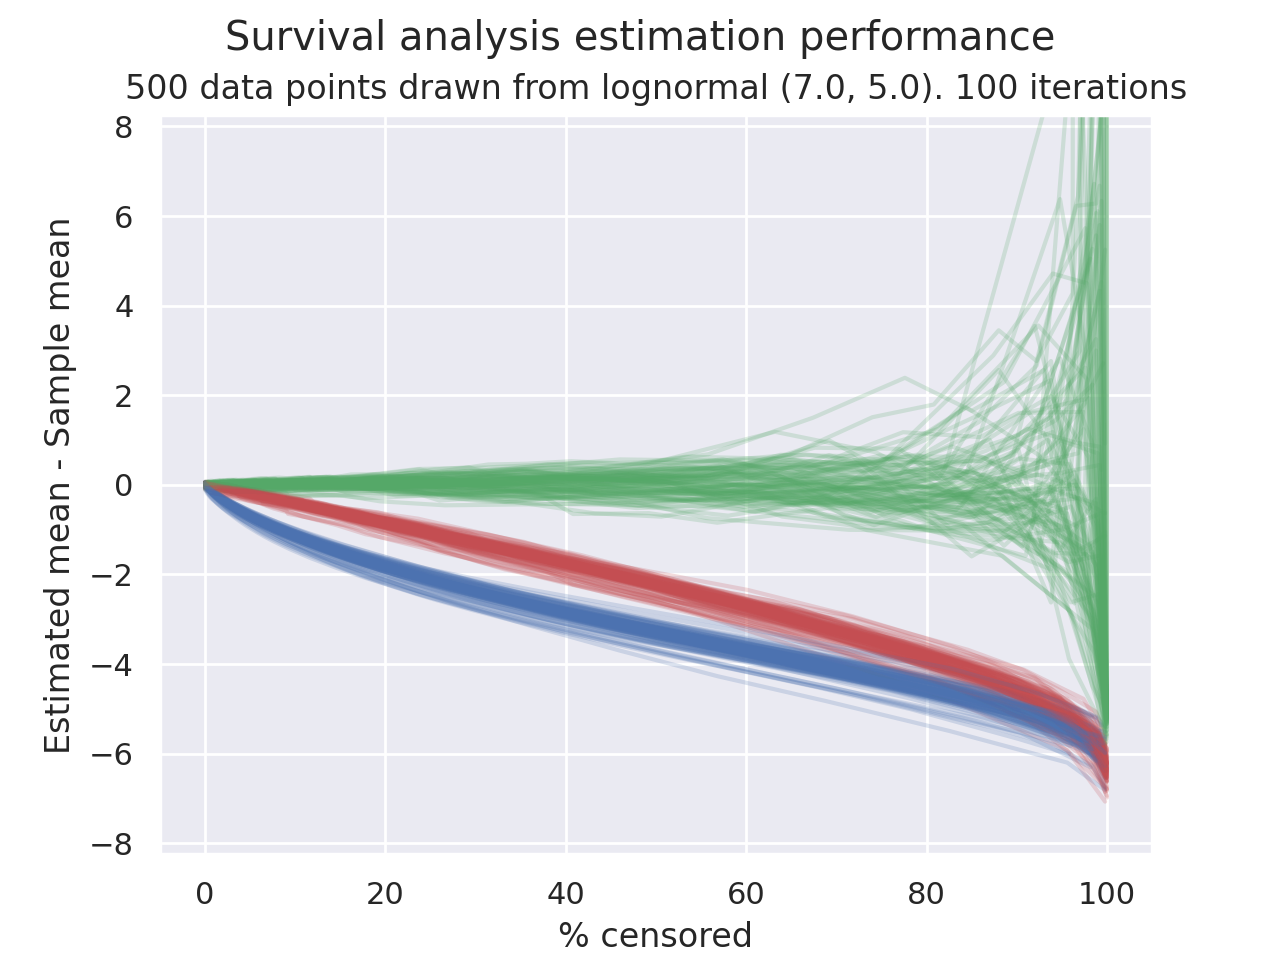 Survival analysis estimation performance
500 data points drawn from lognormal (7.0, 5.0). 100 iterations
8
6
4
2
0
−2
−4
−6
−8
Estimated mean - Sample mean
0 20 40 60 80 100
% censored